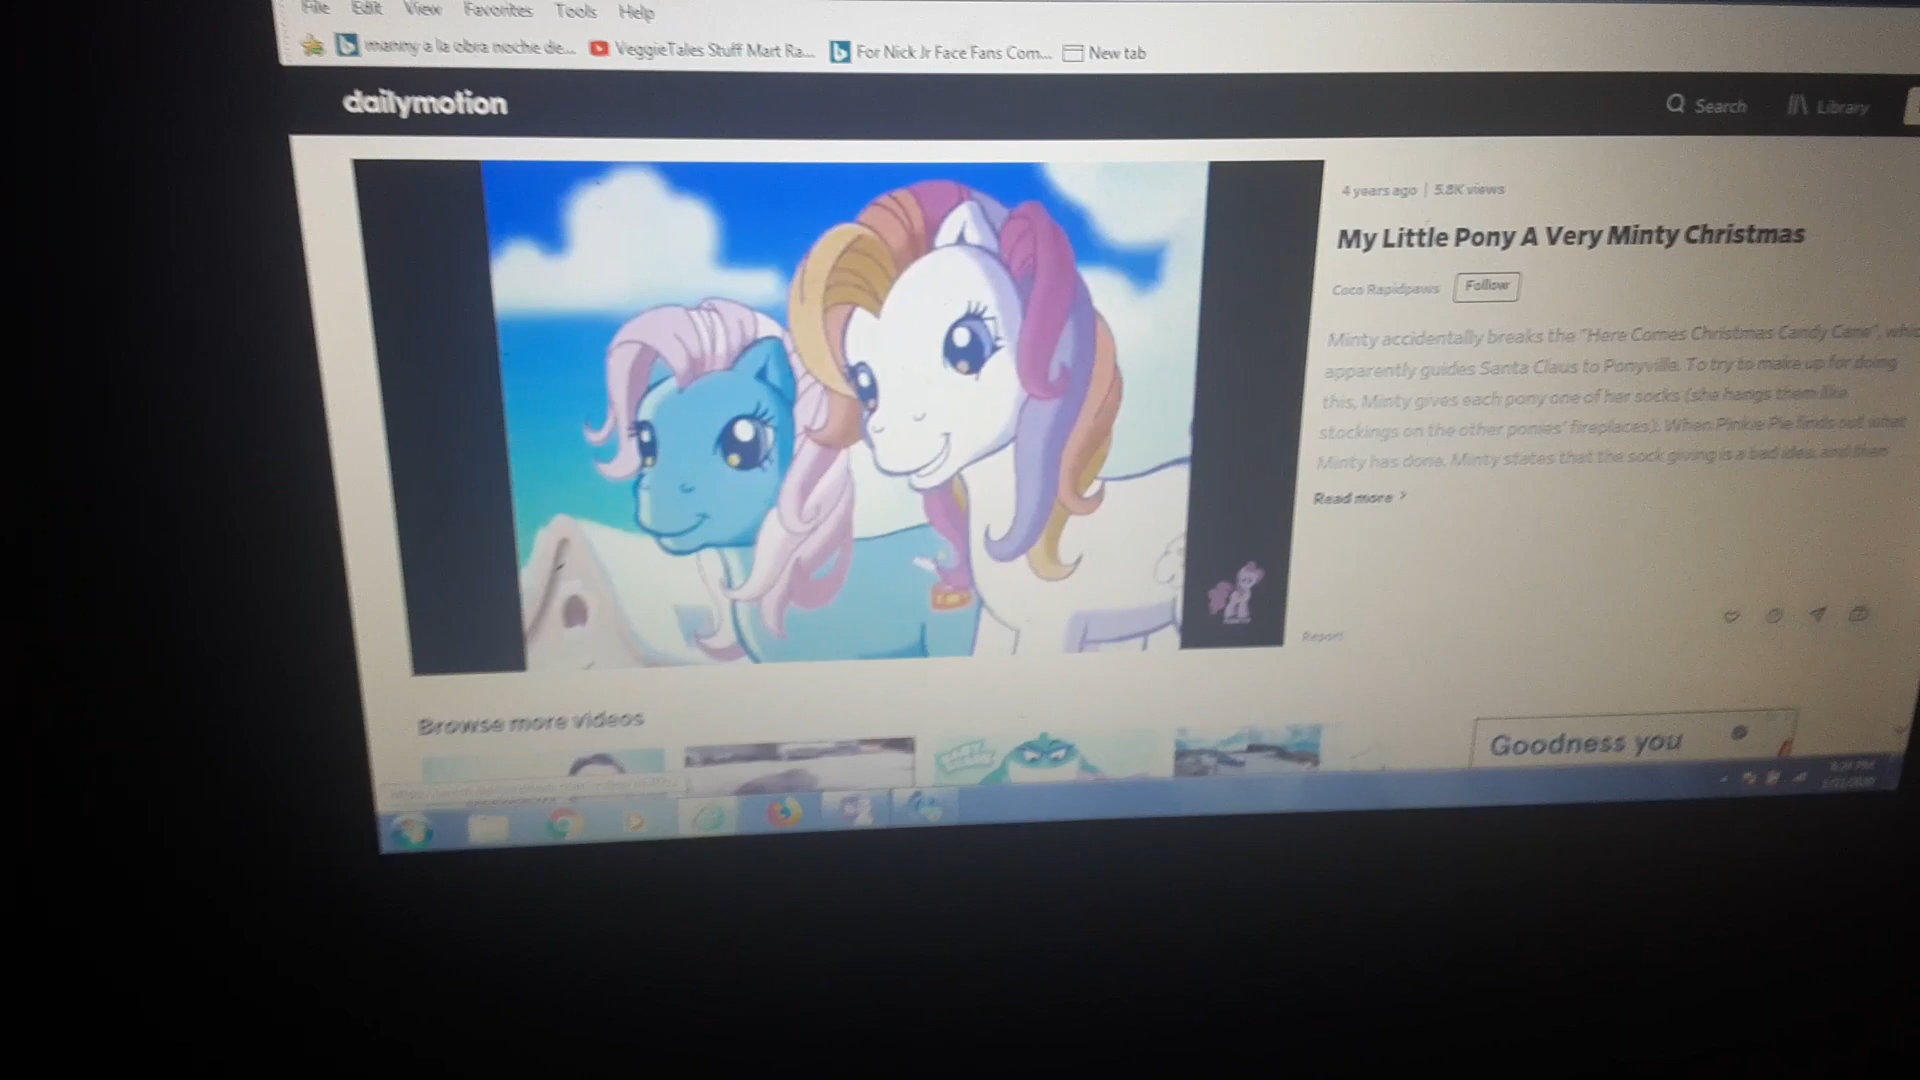 File Edit View Favorites Tools Help
manny a la obra noche de... VeggieTales Stuff Mart Ra... For Nick Jr Face Fans Com... New tab
dailymotion Search Library
4 years ago | 5.8K views
My Little Pony A Very Minty Christmas
Coco Rapidpaws Follow
Minty accidentally breaks the "Here Comes Christmas Candy Cane", whic
apparently guides Santa Claus to Ponyville. To try to make up for doing
this, Minty gives each pony one of her socks (she hangs them like
stockings on the other ponies' fireplaces). When Pinkie Pie finds out what
Minty has done, Minty states that the sock giving is a bad idea, and then
Read more >
Report
Browse more videos
Goodness you